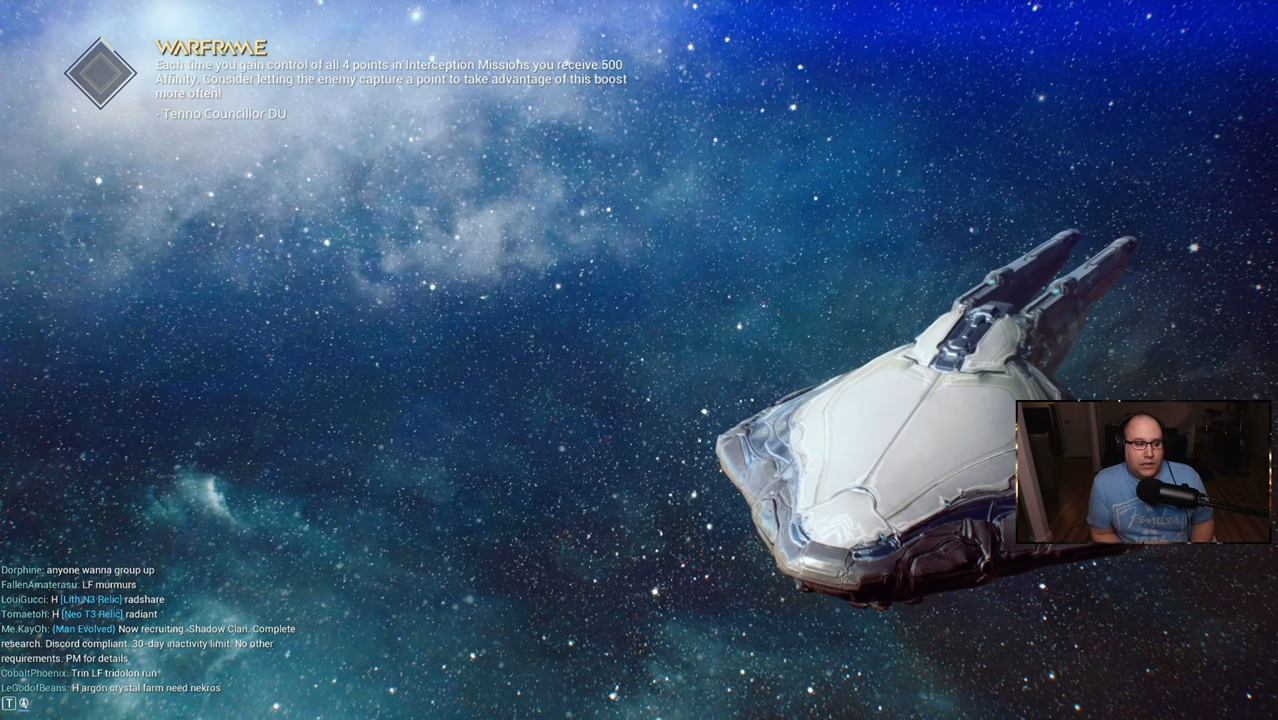 WARFRAME
Each time you gain control of all 4 points in Interception Missions you receive 500
Affinity. Consider letting the enemy capture a point to take advantage of this boost
more often!
- Tenno Councillor DU
Fender
Dorphine: anyone wanna group up
FallenAmaterasu: LF murmurs
LouiGucci: H [Lith N3 Relic] radshare
Tomaetoh: H [Neo T3 Relic] radiant
Me.KayOh: (Man Evolved) Now recruiting. Shadow Clan. Complete
research. Discord compliant. 30-day inactivity limit. No other
requirements. PM for details
CobaltPhoenix: Trin LF tridolon run
LeGodofBeans: H argon crystal farm need nekros
T